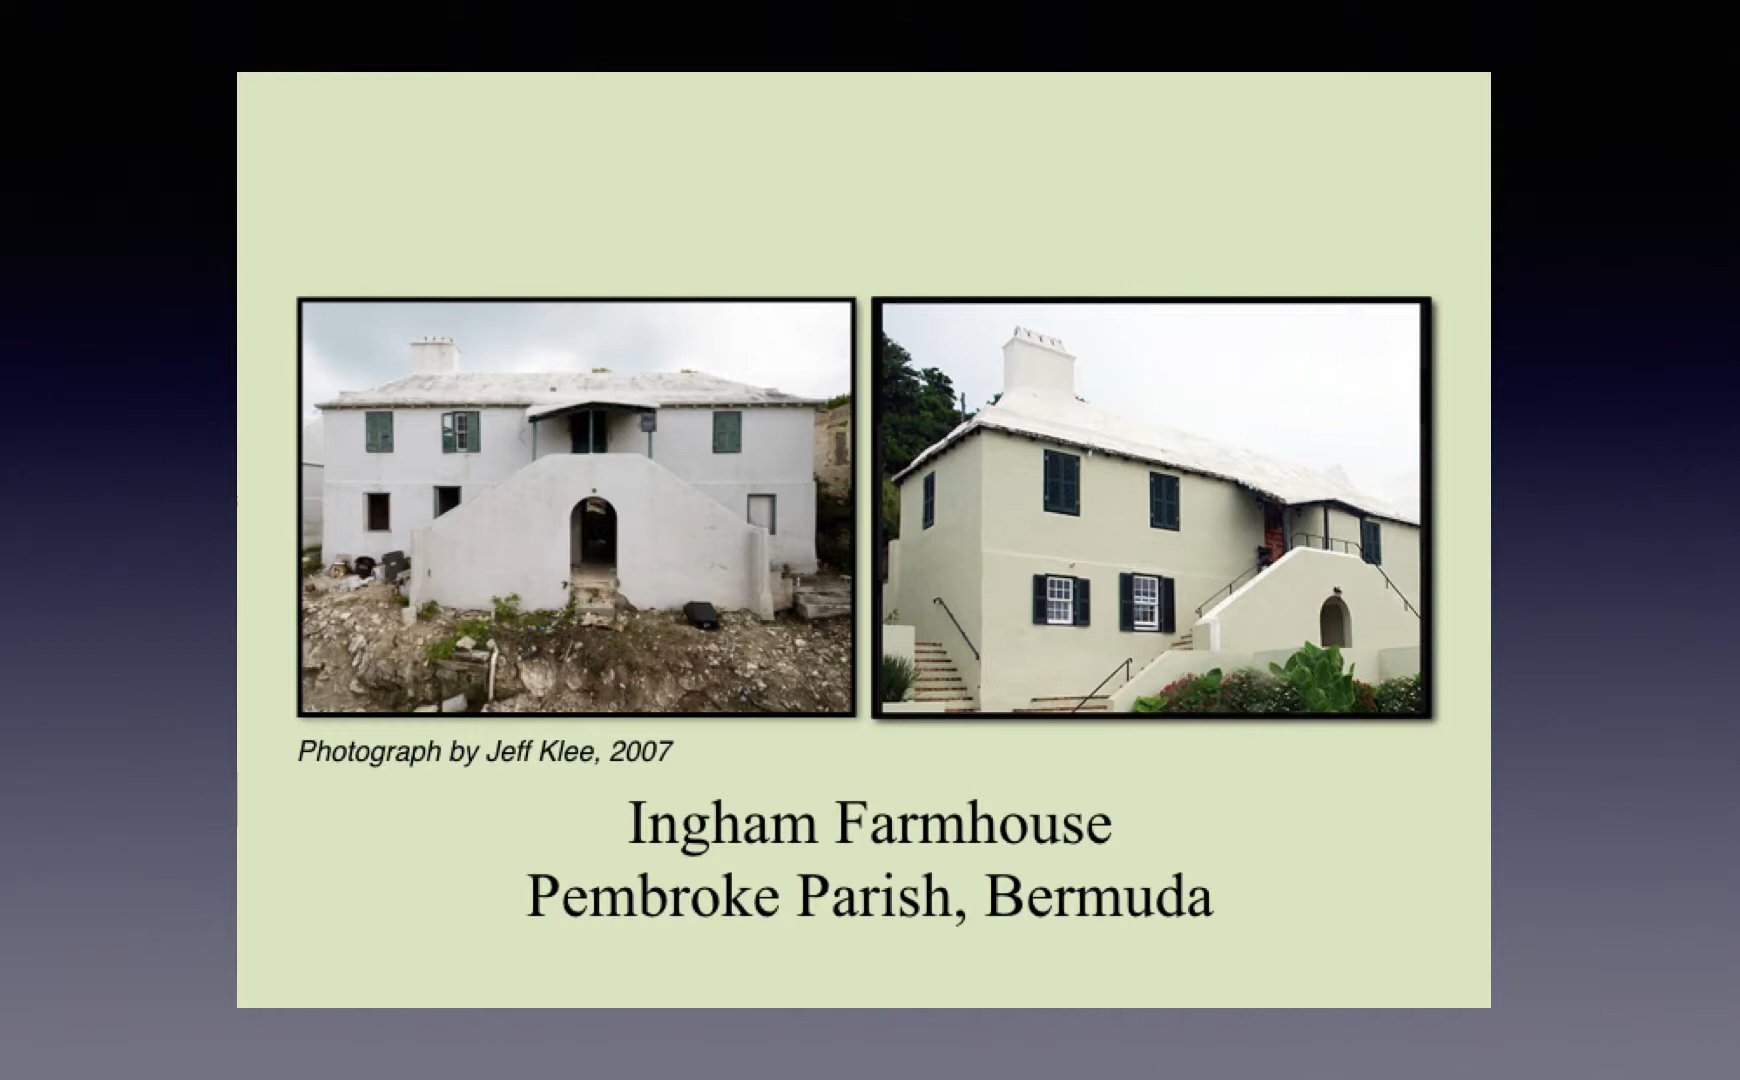 Photograph by Jeff Klee, 2007
Ingham Farmhouse
Pembroke Parish, Bermuda